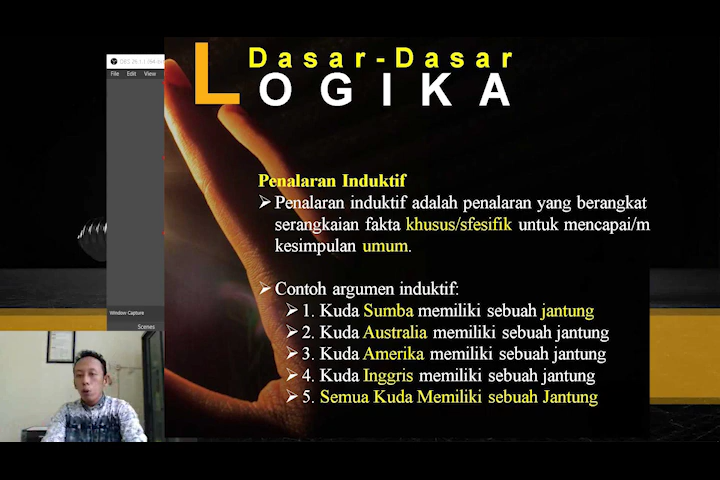 Dasar-Dasar
LOGIKA
File Edit View
Penalaran Induktif
Penalaran induktif adalah penalaran yang berangkat
serangkaian fakta khusus/sfesifik untuk mencapai/m
kesimpulan umum.
Contoh argumen induktif:
1. Kuda Sumba memiliki sebuah jantung
2. Kuda Australia memiliki sebuah jantung
3. Kuda Amerika memiliki sebuah jantung
4. Kuda Inggris memiliki sebuah jantung
5. Semua Kuda Memiliki sebuah Jantung
Window Capture
Scenes